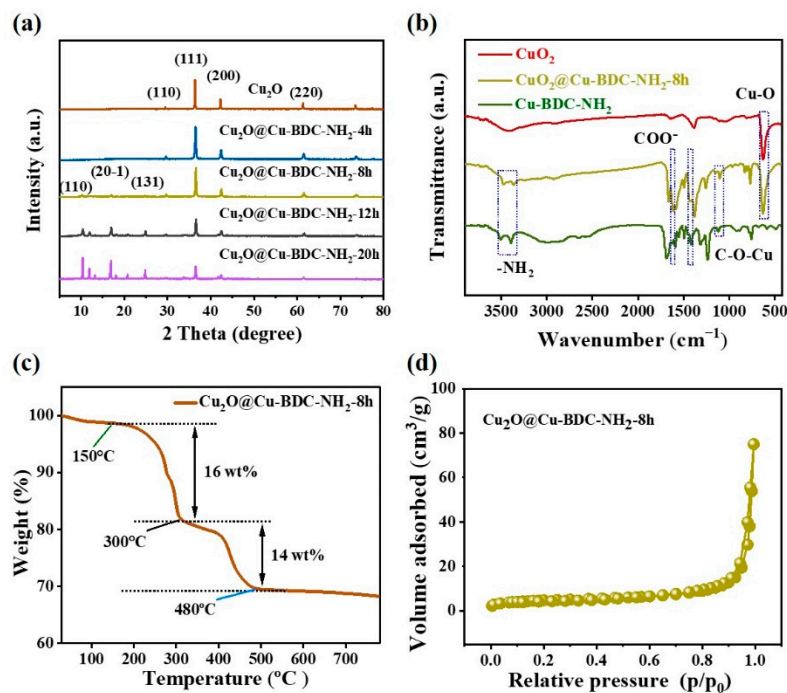 (a)
Intensity (a.u.)
(111)
(200)
(110)
Cu₂O
(220)
Cu₂O@Cu-BDC-NH₂-4h
(20-1)
Cu₂O@Cu-BDC-NH₂-8h
(110)
(131)
Cu₂O@Cu-BDC-NH₂-12h
Cu₂O@Cu-BDC-NH₂-20h
10 20 30 40 50 60 70 80
2 Theta (degree)
(b)
Transmittance (a.u.)
CuO₂
CuO₂@Cu-BDC-NH₂-8h
Cu-BDC-NH₂
Cu-O
COO⁻
-NH₂
C-O-Cu
3500 3000 2500 2000 1500 1000 500
Wavenumber (cm⁻¹)
(c)
Weight (%)
100
90
80
70
60
Cu₂O@Cu-BDC-NH₂-8h
150°C
16 wt%
300°C
14 wt%
480°C
100 200 300 400 500 600 700
Temperature (°C)
(d)
Volume adsorbed (cm³/g)
100
80
60
40
20
0
Cu₂O@Cu-BDC-NH₂-8h
0.0 0.2 0.4 0.6 0.8 1.0
Relative pressure (p/p₀)